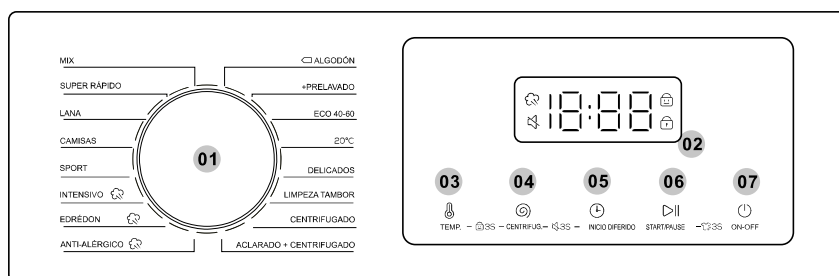 MIX
SUPER RÁPIDO
LANA
CAMISAS
SPORT
INTENSIVO
EDRÉDON
ANTI-ALÉRGICO
01
ALGODÓN
+PRELAVADO
ECO 40-60
20°C
DELICADOS
LIMPEZA TAMBOR
CENTRIFUGADO
ACLARADO + CENTRIFUGADO
18:88
02
03 04 05 06 07
TEMP. – 3S – CENTRIFUG. – 3S – INICIO DIFERIDO START/PAUSE – 3S ON-OFF